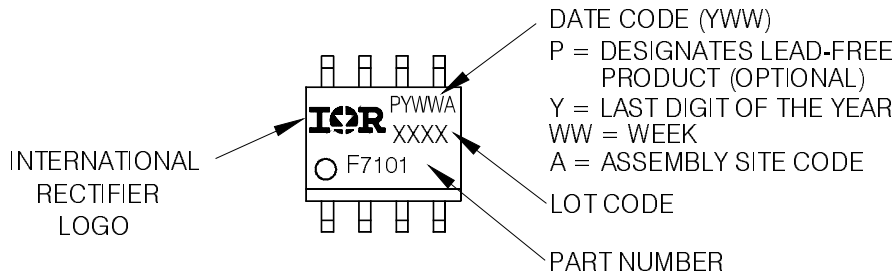 DATE CODE (YWW)
P = DESIGNATES LEAD-FREE
PRODUCT (OPTIONAL)
Y = LAST DIGIT OF THE YEAR
WW = WEEK
A = ASSEMBLY SITE CODE
LOT CODE
PART NUMBER
INTERNATIONAL
RECTIFIER
LOGO
IOR
PYWWA
XXXX
F7101